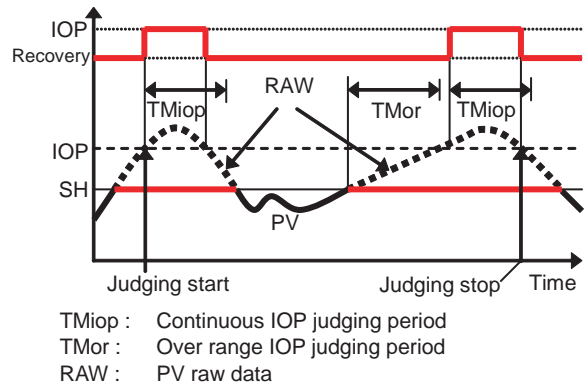 IOP
Recovery
RAW
TMiop
TMor
TMiop
IOP
SH
PV
Judging start
Judging stop
Time
TMiop : Continuous IOP judging period
TMor : Over range IOP judging period
RAW : PV raw data